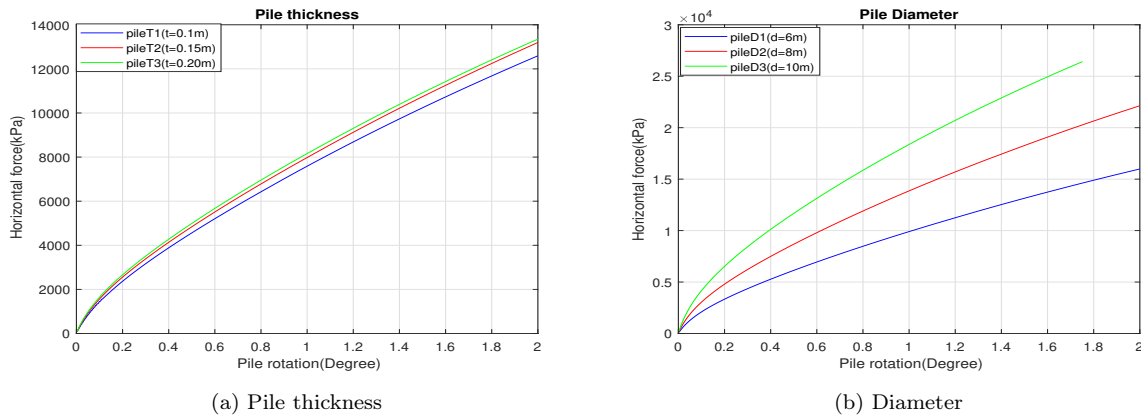 Pile thickness
pileT1(t=0.1m)
pileT2(t=0.15m)
pileT3(t=0.20m)
Horizontal force(kPa)
14000
12000
10000
8000
6000
4000
2000
0
0 0.2 0.4 0.6 0.8 1 1.2 1.4 1.6 1.8 2
Pile rotation(Degree)
(a) Pile thickness
Pile Diameter
× 10^4
pileD1(d=6m)
pileD2(d=8m)
pileD3(d=10m)
Horizontal force(kPa)
3
2.5
2
1.5
1
0.5
0
0 0.2 0.4 0.6 0.8 1 1.2 1.4 1.6 1.8 2
Pile rotation(Degree)
(b) Diameter